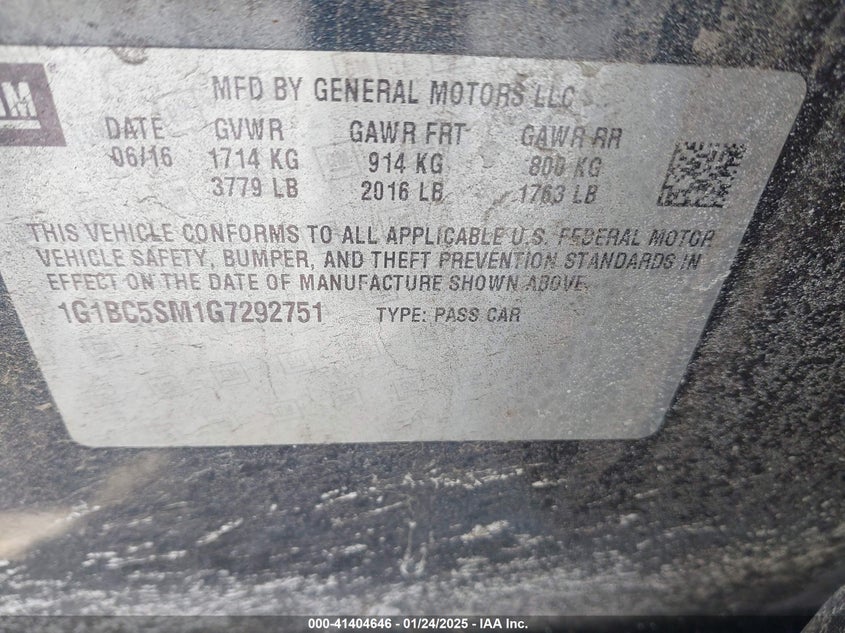 GM
MFD BY GENERAL MOTORS LLC
DATE GVWR GAWR FRT GAWR RR
06/16 1714 KG 914 KG 800 KG
3779 LB 2016 LB 1763 LB
THIS VEHICLE CONFORMS TO ALL APPLICABLE U.S. FEDERAL MOTOR
VEHICLE SAFETY, BUMPER, AND THEFT PREVENTION STANDARDS IN
EFFECT ON THE DATE OF MANUFACTURE SHOWN ABOVE.
1G1BC5SM1G7292751 TYPE: PASS CAR
000-41404646 - 01/24/2025 - IAA Inc.